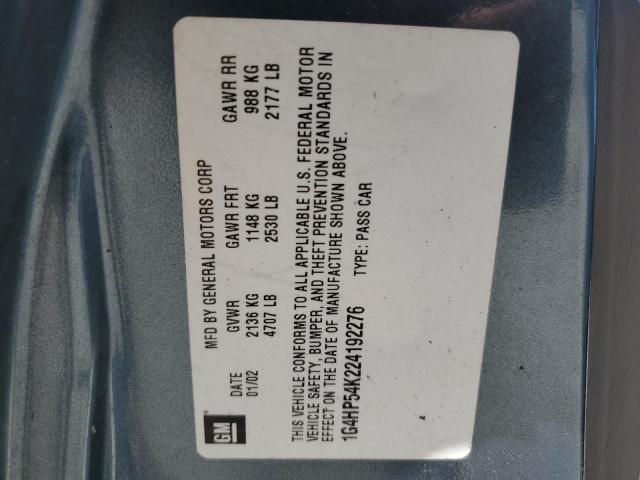 GM
MFD BY GENERAL MOTORS CORP
DATE GVWR GAWR FRT GAWR RR
01/02 2136 KG 1148 KG 988 KG
4707 LB 2530 LB 2177 LB
THIS VEHICLE CONFORMS TO ALL APPLICABLE U.S. FEDERAL MOTOR
VEHICLE SAFETY, BUMPER, AND THEFT PREVENTION STANDARDS IN
EFFECT ON THE DATE OF MANUFACTURE SHOWN ABOVE.
1G4HP54K224192276 TYPE: PASS CAR